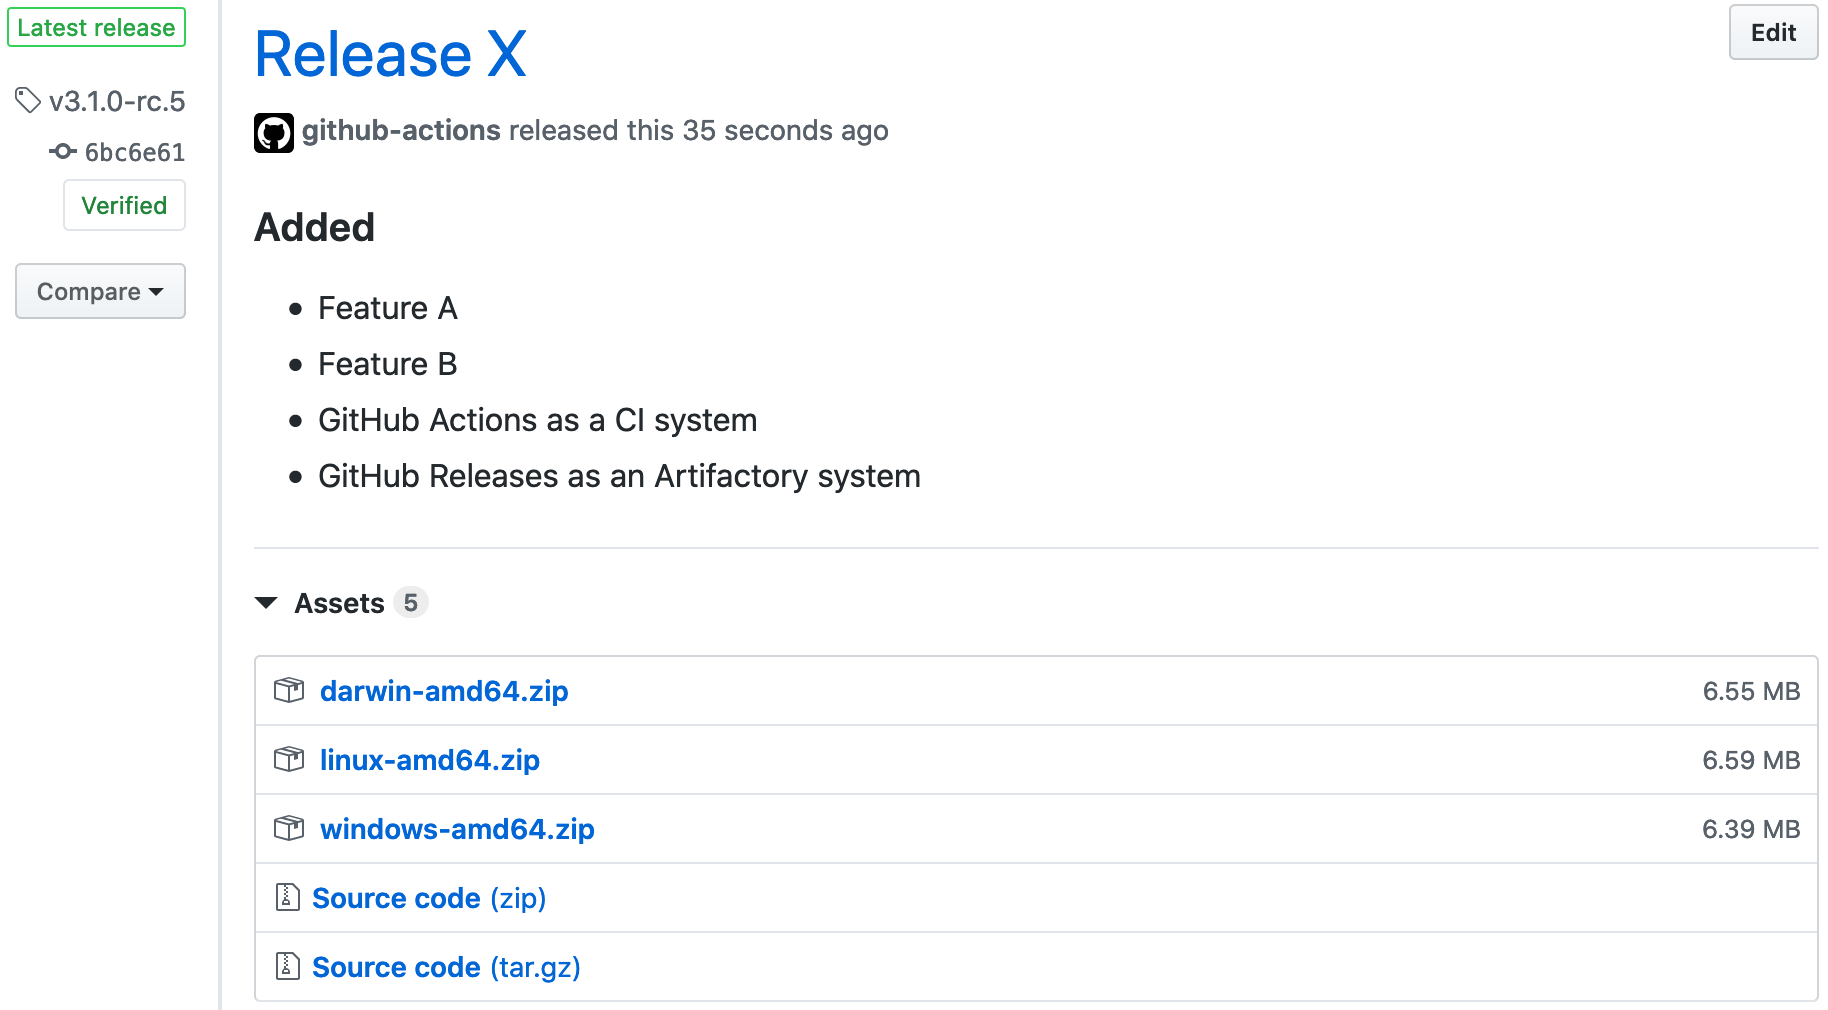 Latest release
v3.1.0-rc.5
6bc6e61
Verified
Compare
Release X
Edit
github-actions released this 35 seconds ago
Added
Feature A
Feature B
GitHub Actions as a CI system
GitHub Releases as an Artifactory system
Assets 5
darwin-amd64.zip 6.55 MB
linux-amd64.zip 6.59 MB
windows-amd64.zip 6.39 MB
Source code (zip)
Source code (tar.gz)